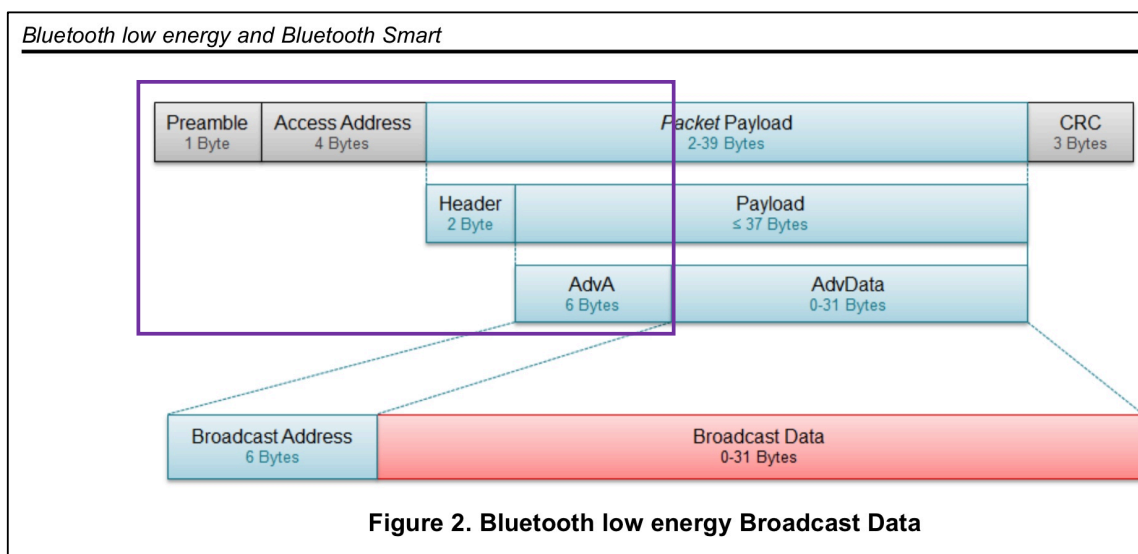 Bluetooth low energy and Bluetooth Smart
Preamble Access Address Packet Payload CRC
1 Byte 4 Bytes 2-39 Bytes 3 Bytes
Header Payload
2 Byte ≤ 37 Bytes
AdvA AdvData
6 Bytes 0-31 Bytes
Broadcast Address Broadcast Data
6 Bytes 0-31 Bytes
Figure 2. Bluetooth low energy Broadcast Data